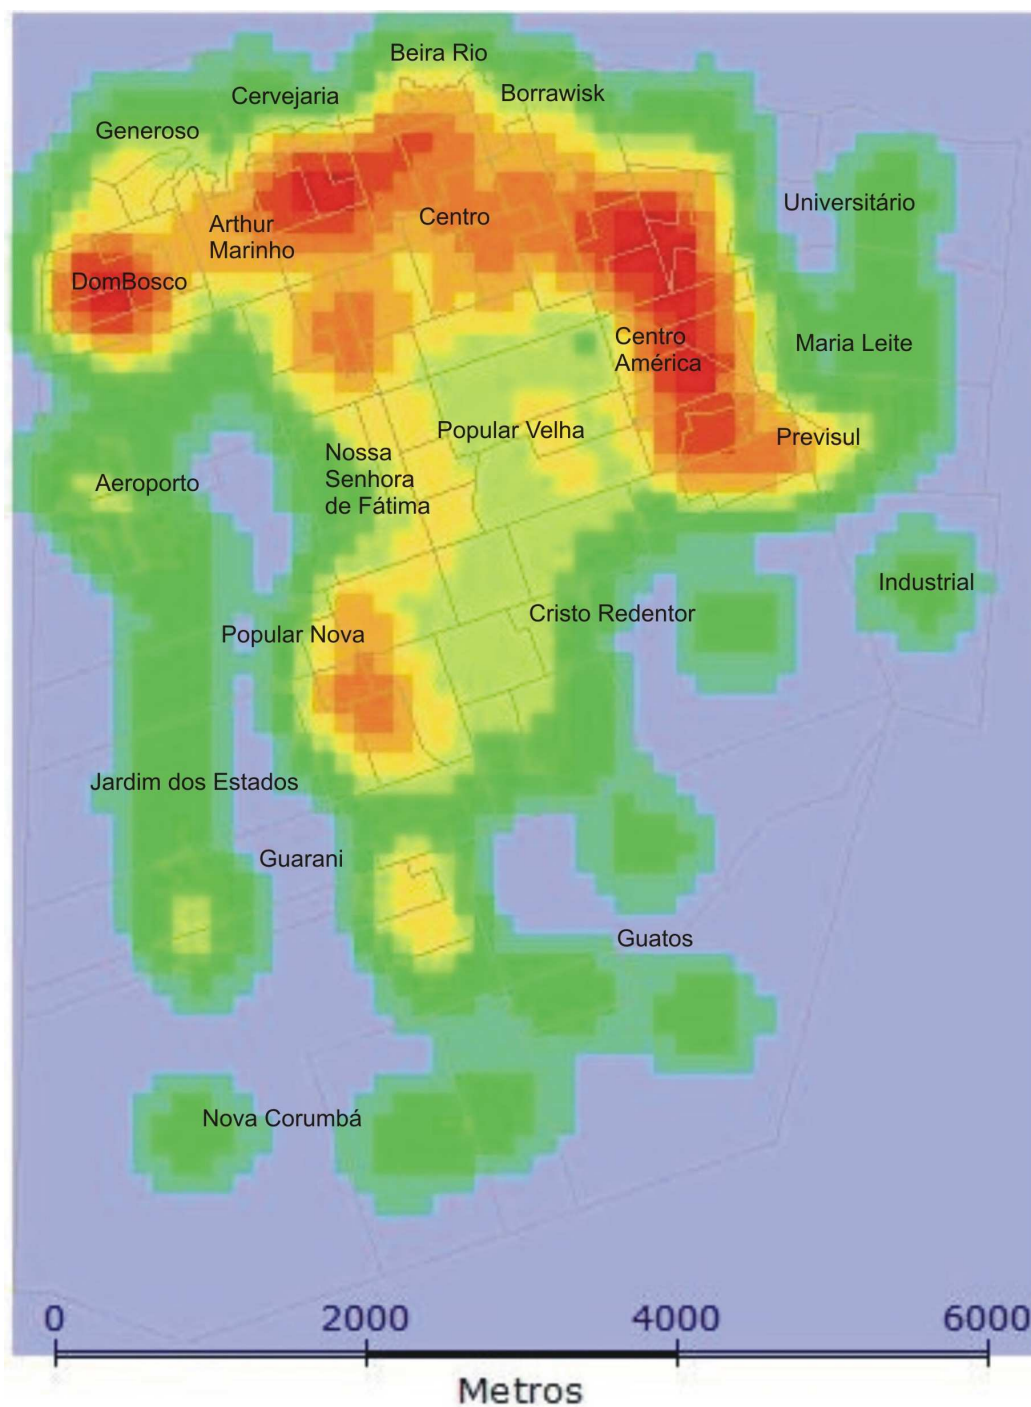 Beira Rio
Cervejaria
Borrawisk
Generoso
Universitário
Arthur
Marinho
Centro
DomBosco
Centro
América
Maria Leite
Popular Velha
Previsul
Nossa
Senhora
de Fátima
Aeroporto
Industrial
Cristo Redentor
Popular Nova
Jardim dos Estados
Guarani
Guatos
Nova Corumbá
0 2000 4000 6000
Metros